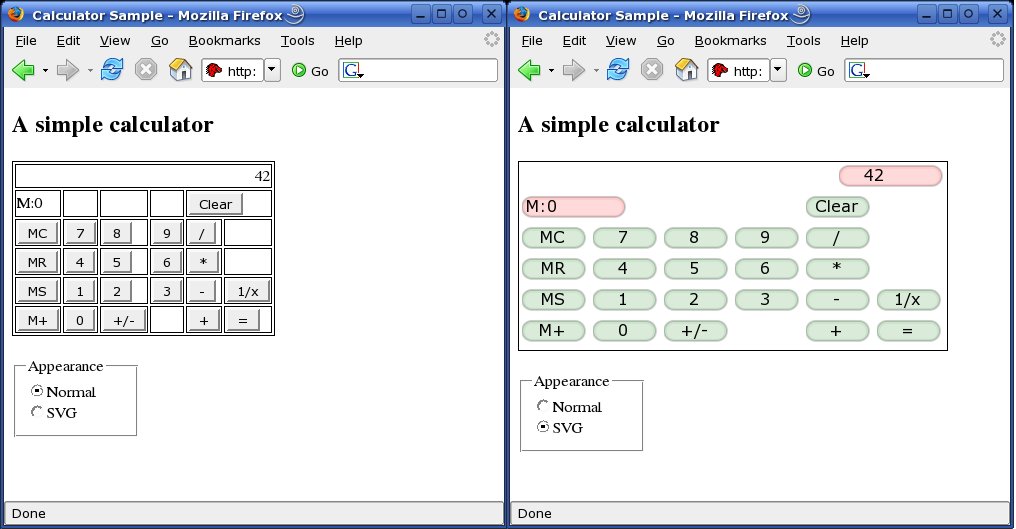 Calculator Sample - Mozilla Firefox
File Edit View Go Bookmarks Tools Help
http: Go G
A simple calculator
42
M:0 Clear
MC 7 8 9 /
MR 4 5 6 *
MS 1 2 3 - 1/x
M+ 0 +/- + =
Appearance
Normal
SVG
Done
Calculator Sample - Mozilla Firefox
File Edit View Go Bookmarks Tools Help
http: Go G
A simple calculator
42
M:0 Clear
MC 7 8 9 /
MR 4 5 6 *
MS 1 2 3 - 1/x
M+ 0 +/- + =
Appearance
Normal
SVG
Done